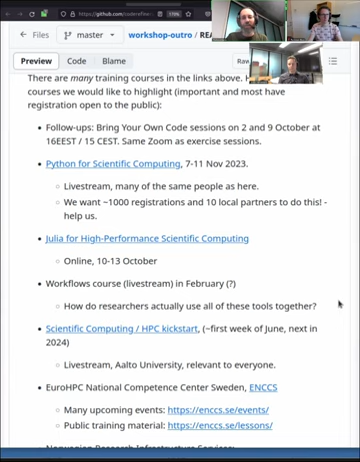 https://github.com/coderefine
170%
Files
master
workshop-outro / REA
Preview
Code
Blame
Raw
There are many training courses in the links above. H
courses we would like to highlight (important and most have
registration open to the public):
• Follow-ups: Bring Your Own Code sessions on 2 and 9 October at
16EEST / 15 CEST. Same Zoom as exercise sessions.
• Python for Scientific Computing, 7-11 Nov 2023.
◦ Livestream, many of the same people as here.
◦ We want ~1000 registrations and 10 local partners to do this! -
help us.
• Julia for High-Performance Scientific Computing
◦ Online, 10-13 October
• Workflows course (livestream) in February (?)
◦ How do researchers actually use all of these tools together?
• Scientific Computing / HPC kickstart, (~first week of June, next in
2024)
◦ Livestream, Aalto University, relevant to everyone.
• EuroHPC National Competence Center Sweden, ENCCS
◦ Many upcoming events: https://enccs.se/events/
◦ Public training material: https://enccs.se/lessons/
• Norwegian Research Infrastructure Services: